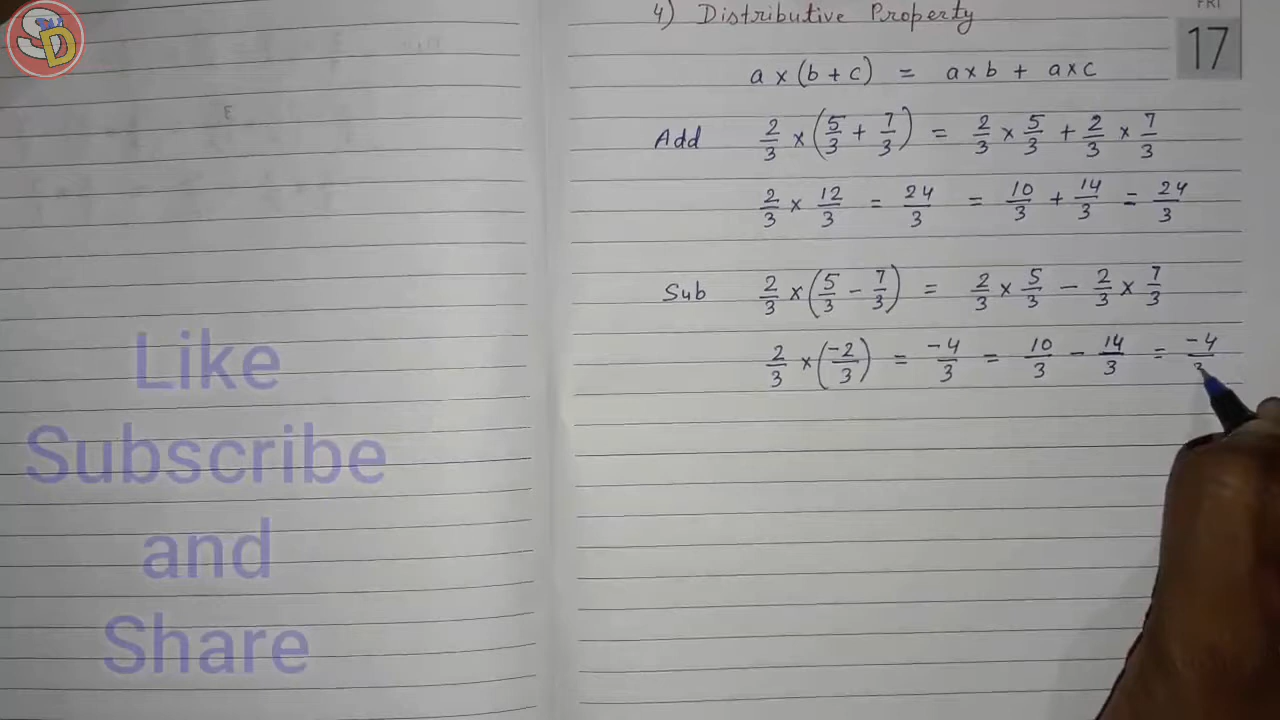 SD
Like
Subscribe
and
Share
4) Distributive Property
FRI
17
a × (b + c) = a×b + a×c
Add 2/3 × (5/3 + 7/3) = 2/3 × 5/3 + 2/3 × 7/3
2/3 × 12/3 = 24/3 = 10/3 + 14/3 = 24/3
Sub 2/3 × (5/3 − 7/3) = 2/3 × 5/3 − 2/3 × 7/3
2/3 × (−2/3) = −4/3 = 10/3 − 14/3 = −4/3